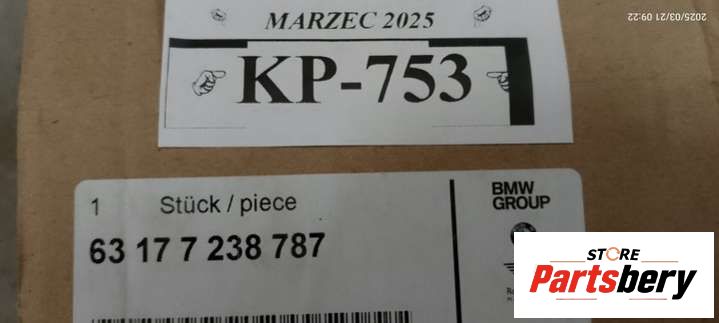 MARZEC 2025
2025/03/21 09:22
KP-753
1 Stück / piece
BMW
GROUP
63 17 7 238 787
STORE
Partsbery